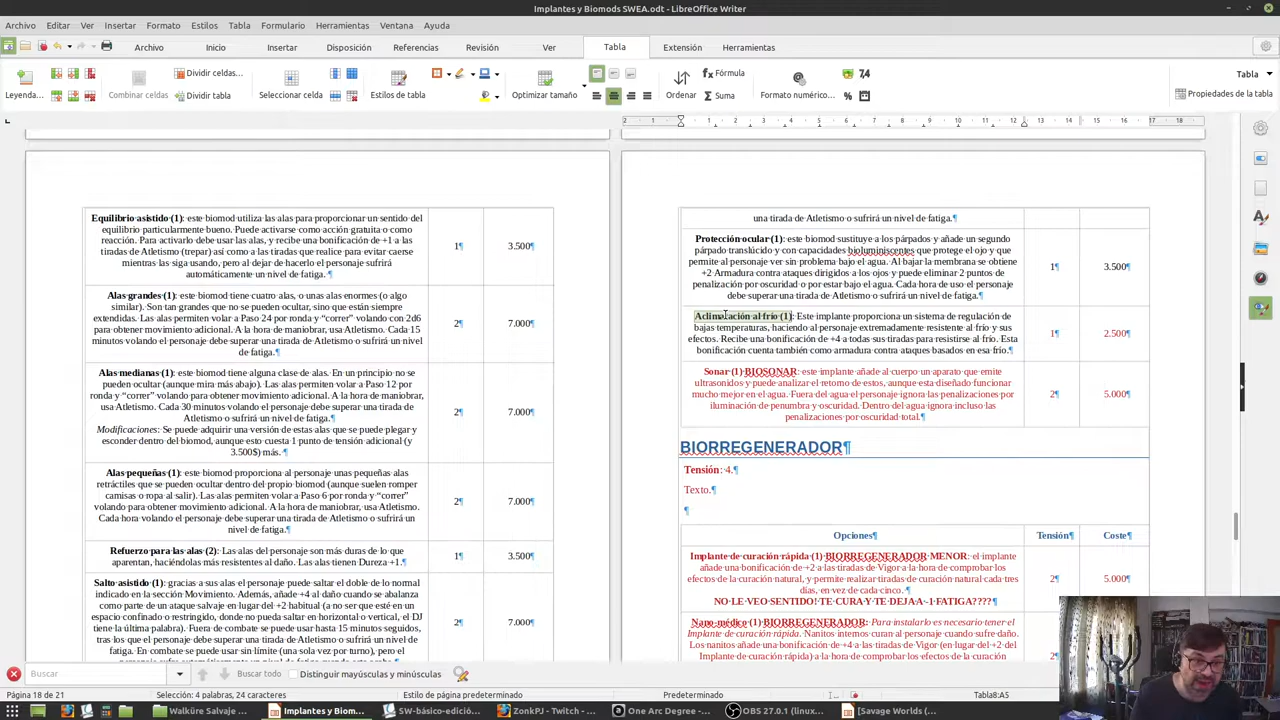 Implantes y Biomods SWEA.odt - LibreOffice Writer
Archivo Editar Ver Insertar Formato Estilos Tabla Formulario Herramientas Ventana Ayuda
Archivo Inicio Insertar Disposición Referencias Revisión Ver Tabla Extensión Herramientas
Leyenda...
Dividir celdas...
Combinar celdas
Dividir tabla
Seleccionar celda
Estilos de tabla
Optimizar tamaño
Ordenar
Fórmula
Suma
Formato numérico...
Tabla
Propiedades de la tabla
Equilibrio asistido (1): este biomod utiliza las alas para proporcionar un sentido del
equilibrio particularmente bueno. Puede activarse como acción gratuita o como
reacción. Para activarlo debe usar las alas, y recibe una bonificación de +1 a las
tiradas de Atletismo (trepar) así como a las que realice para evitar caerse
mientras las siga usando, pero al dejar de hacerlo el personaje sufrirá
automáticamente un nivel de fatiga. ¶
1¶ 3.500¶
Alas grandes (1): este biomod tiene cuatro alas, o unas alas enormes (o algo
similar). Son tan grandes que no se pueden ocultar, sino que están siempre
extendidas. Las alas permiten volar a Paso 24 por ronda y “correr” volando con 2d6
para obtener movimiento adicional. A la hora de maniobrar, usa Atletismo. Cada 15
minutos volando el personaje debe superar una tirada de Atletismo o sufrirá un nivel
de fatiga.¶
2¶ 7.000¶
Alas medianas (1): este biomod tiene alguna clase de alas. En un principio no se
pueden ocultar (aunque mira más abajo). Las alas permiten volar a Paso 12 por
ronda y “correr” volando para obtener movimiento adicional. A la hora de maniobrar,
usa Atletismo. Cada 30 minutos volando el personaje debe superar una tirada de
Atletismo o sufrirá un nivel de fatiga.¶
Modificaciones: Se puede adquirir una versión de estas alas que se puede plegar y
esconder dentro del biomod, aunque esto cuesta 1 punto de tensión adicional (y
3.500$) más. ¶
2¶ 7.000¶
Alas pequeñas (1): este biomod proporciona al personaje unas pequeñas alas
retráctiles que se pueden ocultar dentro del propio biomod (aunque suelen romper
camisas o ropa al salir). Las alas permiten volar a Paso 6 por ronda y “correr”
volando para obtener movimiento adicional. A la hora de maniobrar, usa Atletismo.
Cada hora volando el personaje debe superar una tirada de Atletismo o sufrirá un
nivel de fatiga.¶
2¶ 7.000¶
Refuerzo para las alas (2): Las alas del personaje son más duras de lo que
aparentan, haciéndolas más resistentes al daño. Las alas tienen Dureza +1.¶
1¶ 3.500¶
Salto asistido (1): gracias a sus alas el personaje puede saltar el doble de lo normal
indicado en la sección Movimiento. Además, añade +4 al daño cuando se abalanza
como parte de un ataque salvaje en lugar del +2 habitual (a no ser que esté en un
espacio confinado o restringido, donde no pueda saltar en horizontal o vertical, el DJ
tiene la última palabra). Fuera de combate se puede usar hasta 15 minutos seguidos,
tras los que el personaje debe superar una tirada de Atletismo o sufrirá un nivel de
fatiga. En combate se puede usar sin límite (una sola vez por turno), pero el
2¶ 7.000¶
una tirada de Atletismo o sufrirá un nivel de fatiga.¶
Protección ocular (1): este biomod sustituye a los párpados y añade un segundo
párpado translúcido y con capacidades bioluminiscentes que protege el ojo y que
permite al personaje ver sin problema bajo el agua. Al bajar la membrana se obtiene
+2 Armadura contra ataques dirigidos a los ojos y puede eliminar 2 puntos de
penalización por oscuridad o por estar bajo el agua. Cada hora de uso el personaje
debe superar una tirada de Atletismo o sufrirá un nivel de fatiga.¶
1¶ 3.500¶
Aclimatación al frío (1): Este implante proporciona un sistema de regulación de
bajas temperaturas, haciendo al personaje extremadamente resistente al frío y sus
efectos. Recibe una bonificación de +4 a todas sus tiradas para resistirse al frío. Esta
bonificación cuenta también como armadura contra ataques basados en esa frío.¶
1¶ 2.500¶
Sonar (1) BIOSONAR: este implante añade al cuerpo un aparato que emite
ultrasonidos y puede analizar el retorno de estos, aunque esta diseñado funcionar
mucho mejor en el agua. Fuera del agua el personaje ignora las penalizaciones por
iluminación de penumbra y oscuridad. Dentro del agua ignora incluso las
penalizaciones por oscuridad total.¶
2¶ 5.000¶
BIORREGENERADOR¶
Tensión: 4.¶
Texto.¶
¶
Opciones¶ Tensión¶ Coste¶
Implante de curación rápida (1) BIORREGENERADOR MENOR: el implante
añade una bonificación de +2 a las tiradas de Vigor a la hora de comprobar los
efectos de la curación natural, y permite realizar tiradas de curación natural cada tres
días, en vez de cada cinco. ¶
NO LE VEO SENTIDO! TE CURA Y TE DEJA A -1 FATIGA????¶
2¶ 5.000¶
Nano-médico (1) BIORREGENERADOR: Para instalarlo es necesario tener el
Implante de curación rápida. Nanitos internos curan al personaje cuando sufre daño.
Los nanitos añaden una bonificación de +4 a las tiradas de Vigor (en lugar del +2 del
Implante de curación rápida) a la hora de comprobar los efectos de la curación
Buscar Buscar todo Distinguir mayúsculas y minúsculas
Página 18 de 21 Selección: 4 palabras, 24 caracteres Estilo de página predeterminado Predeterminado Tabla8:A5
Walküre Salvaje Implantes y Biom... SW-básico-edició... ZonkPJ - Twitch - ... One Arc Degree -... OBS 27.0.1 (linux... [Savage Worlds (...